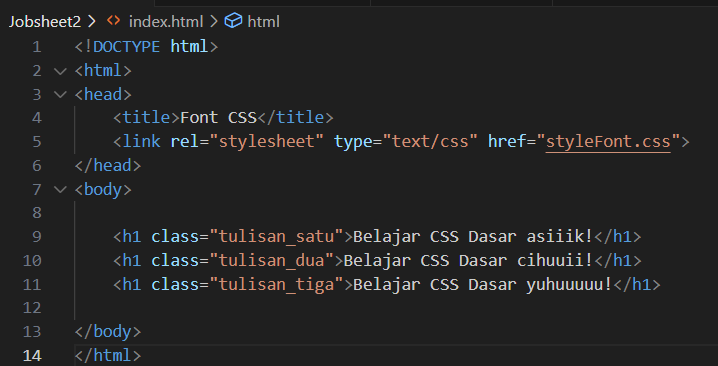 Jobsheet2 > <> index.html > html
1 <!DOCTYPE html>
2 <html>
3 <head>
4 <title>Font CSS</title>
5 <link rel="stylesheet" type="text/css" href="styleFont.css">
6 </head>
7 <body>
8
9 <h1 class="tulisan_satu">Belajar CSS Dasar asiiik!</h1>
10 <h1 class="tulisan_dua">Belajar CSS Dasar cihuuii!</h1>
11 <h1 class="tulisan_tiga">Belajar CSS Dasar yuhuuuuu!</h1>
12
13 </body>
14 </html>